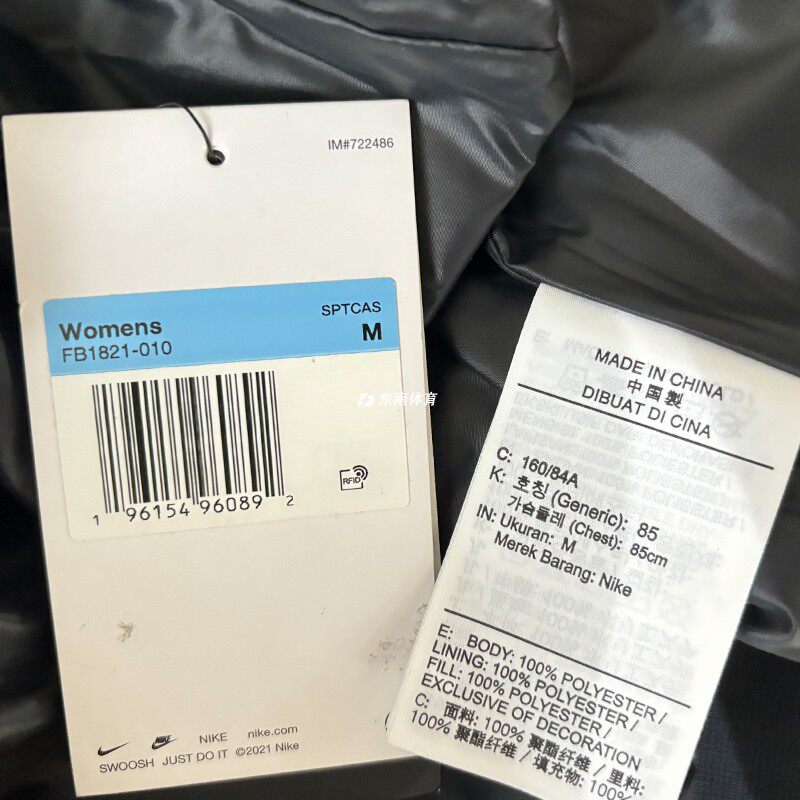 IM#722486
SPTCAS
Womens
M
FB1821-010
1 96154 96089 2
RFID
东南体育
NIKE nike.com
SWOOSH JUST DO IT ©2021 Nike
MADE IN CHINA
中国製
DIBUAT DI CINA
C: 160/84A
K: 호칭 (Generic): 85
가슴둘레 (Chest): 85cm
IN: Ukuran: M
Merek Barang: Nike
E: BODY: 100% POLYESTER /
LINING: 100% POLYESTER /
FILL: 100% POLYESTER /
EXCLUSIVE OF DECORATION
C: 面料: 100% 聚酯纤维 / 里料:
100% 聚酯纤维 / 填充物: 100%